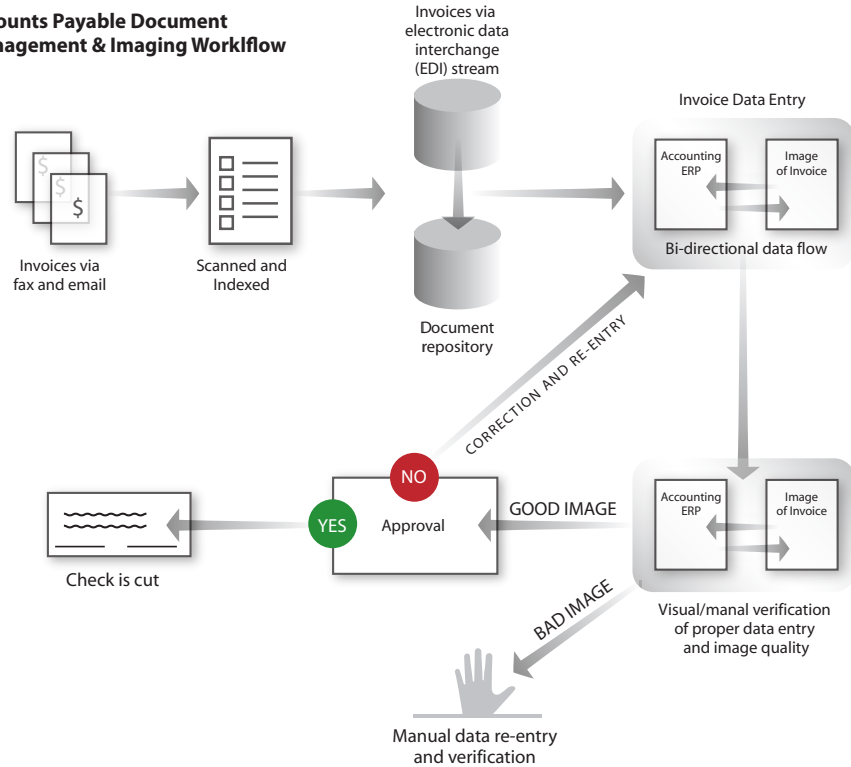 ounts Payable Document
nagement & Imaging Worklflow
Invoices via
electronic data
interchange
(EDI) stream
Invoice Data Entry
Accounting
ERP
Image
of Invoice
Bi-directional data flow
$
$
$
Invoices via
fax and email
Scanned and
Indexed
Document
repository
CORRECTION AND RE-ENTRY
NO
YES
Approval
GOOD IMAGE
Accounting
ERP
Image
of Invoice
Check is cut
BAD IMAGE
Visual/manal verification
of proper data entry
and image quality
Manual data re-entry
and verification